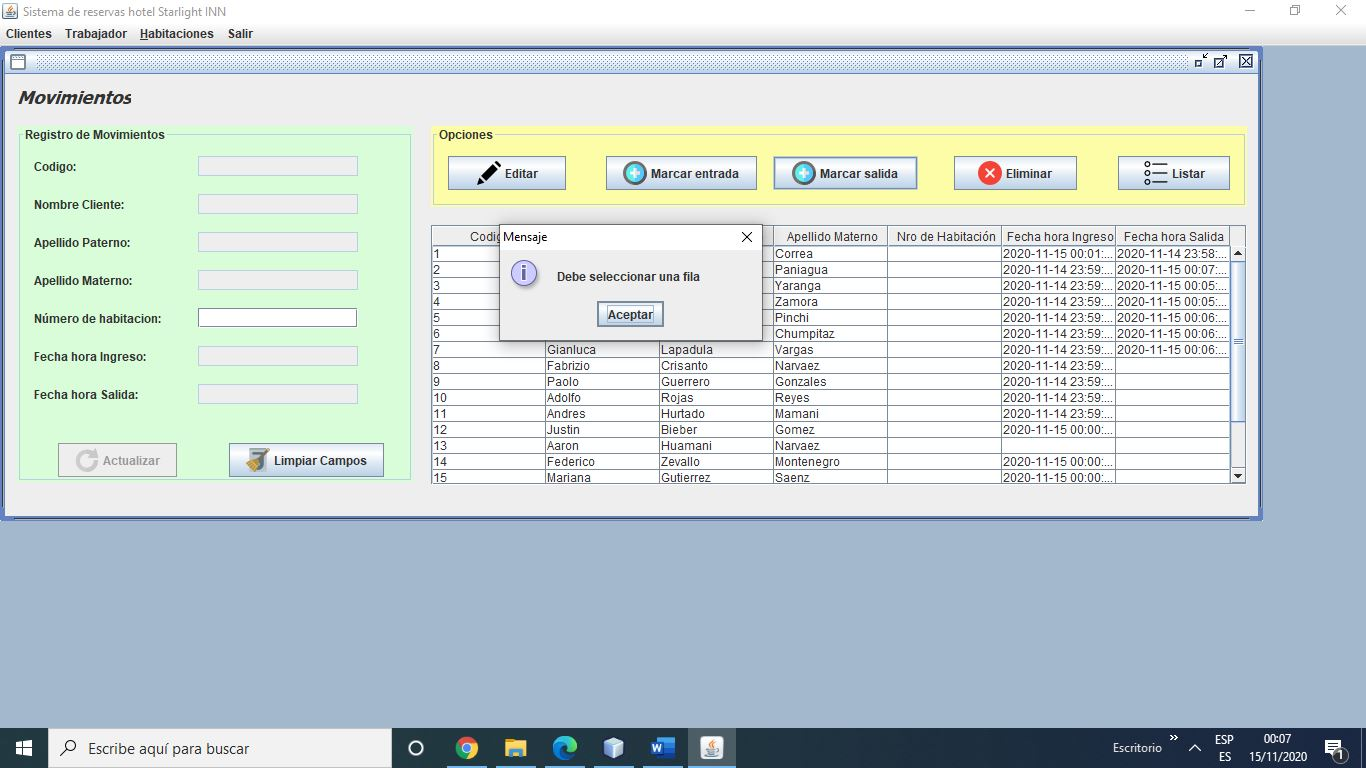 Sistema de reservas hotel Starlight INN
Clientes Trabajador Habitaciones Salir
Movimientos
Registro de Movimientos
Codigo:
Nombre Cliente:
Apellido Paterno:
Apellido Materno:
Número de habitacion:
Fecha hora Ingreso:
Fecha hora Salida:
Actualizar Limpiar Campos
Opciones
Editar Marcar entrada Marcar salida Eliminar Listar
Mensaje
Debe seleccionar una fila
Aceptar
Apellido Materno Nro de Habitación Fecha hora Ingreso Fecha hora Salida
1 Correa 2020-11-15 00:01:... 2020-11-14 23:58:...
2 Paniagua 2020-11-14 23:59:... 2020-11-15 00:07:...
3 Yaranga 2020-11-14 23:59:... 2020-11-15 00:05:...
4 Zamora 2020-11-14 23:59:... 2020-11-15 00:05:...
5 Pinchi 2020-11-14 23:59:... 2020-11-15 00:06:...
6 Chumpitaz 2020-11-14 23:59:... 2020-11-15 00:06:...
7 Gianluca Lapadula Vargas 2020-11-14 23:59:... 2020-11-15 00:06:...
8 Fabrizio Crisanto Narvaez 2020-11-14 23:59:...
9 Paolo Guerrero Gonzales 2020-11-14 23:59:...
10 Adolfo Rojas Reyes 2020-11-14 23:59:...
11 Andres Hurtado Mamani 2020-11-14 23:59:...
12 Justin Bieber Gomez 2020-11-15 00:00:...
13 Aaron Huamani Narvaez
14 Federico Zevallo Montenegro 2020-11-15 00:00:...
15 Mariana Gutierrez Saenz 2020-11-15 00:00:...
Escribe aquí para buscar
Escritorio
ESP
ES
00:07
15/11/2020
1